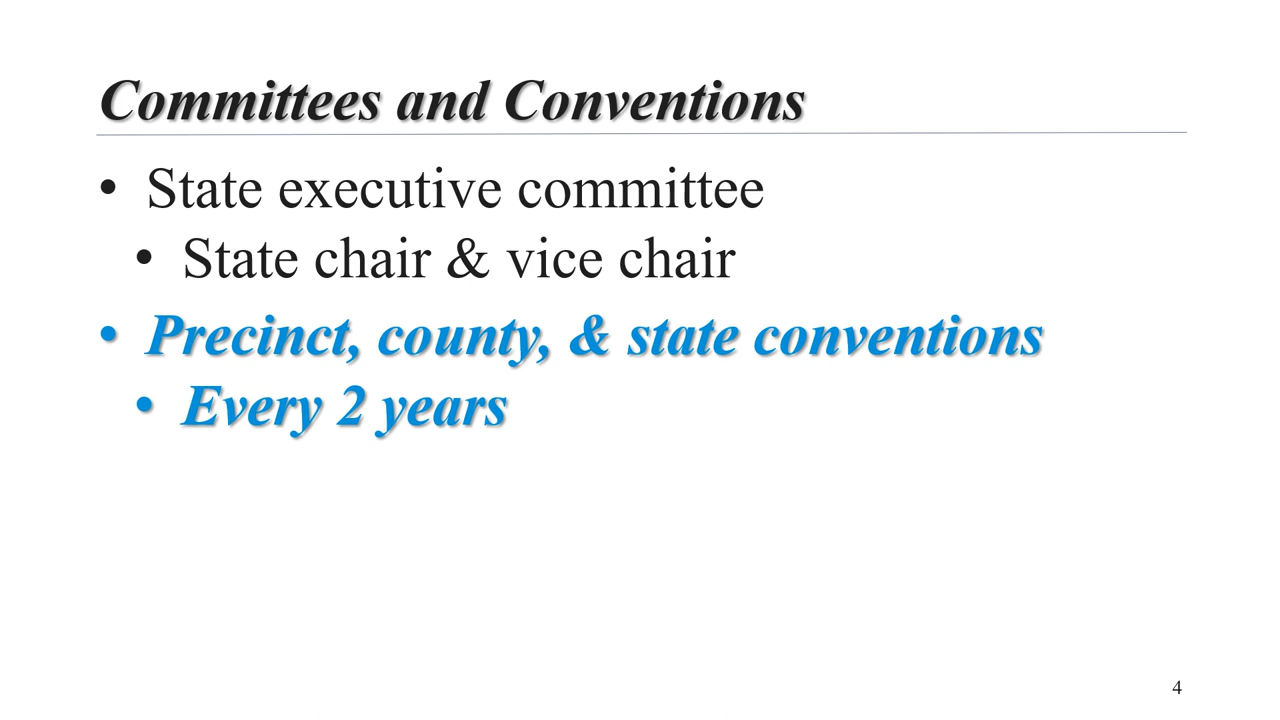 Committees and Conventions
• State executive committee
• State chair & vice chair
• Precinct, county, & state conventions
• Every 2 years
4